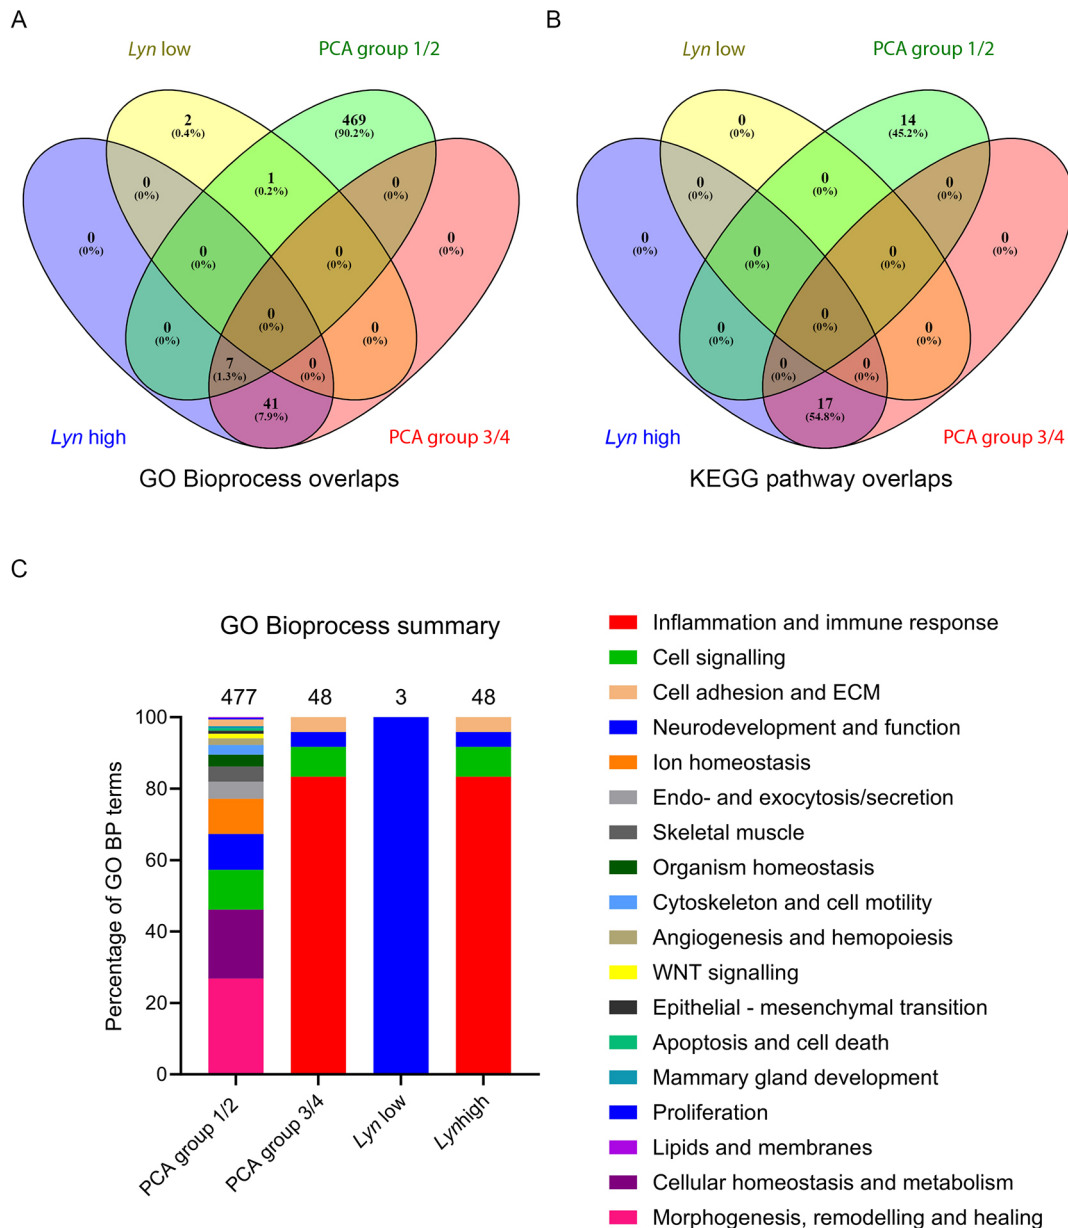 A
Lyn low
PCA group 1/2
2
(0.4%)
469
(90.2%)
0
(0%)
1
(0.2%)
0
(0%)
0
(0%)
0
(0%)
0
(0%)
0
(0%)
0
(0%)
0
(0%)
0
(0%)
7
(1.3%)
0
(0%)
41
(7.9%)
Lyn high
PCA group 3/4
GO Bioprocess overlaps
B
Lyn low
PCA group 1/2
0
(0%)
14
(45.2%)
0
(0%)
0
(0%)
0
(0%)
0
(0%)
0
(0%)
0
(0%)
0
(0%)
0
(0%)
0
(0%)
0
(0%)
0
(0%)
0
(0%)
17
(54.8%)
Lyn high
PCA group 3/4
KEGG pathway overlaps
C
GO Bioprocess summary
477 48 3 48
Percentage of GO BP terms
100
80
60
40
20
0
PCA group 1/2
PCA group 3/4
Lyn low
Lynhigh
Inflammation and immune response
Cell signalling
Cell adhesion and ECM
Neurodevelopment and function
Ion homeostasis
Endo- and exocytosis/secretion
Skeletal muscle
Organism homeostasis
Cytoskeleton and cell motility
Angiogenesis and hemopoiesis
WNT signalling
Epithelial - mesenchymal transition
Apoptosis and cell death
Mammary gland development
Proliferation
Lipids and membranes
Cellular homeostasis and metabolism
Morphogenesis, remodelling and healing